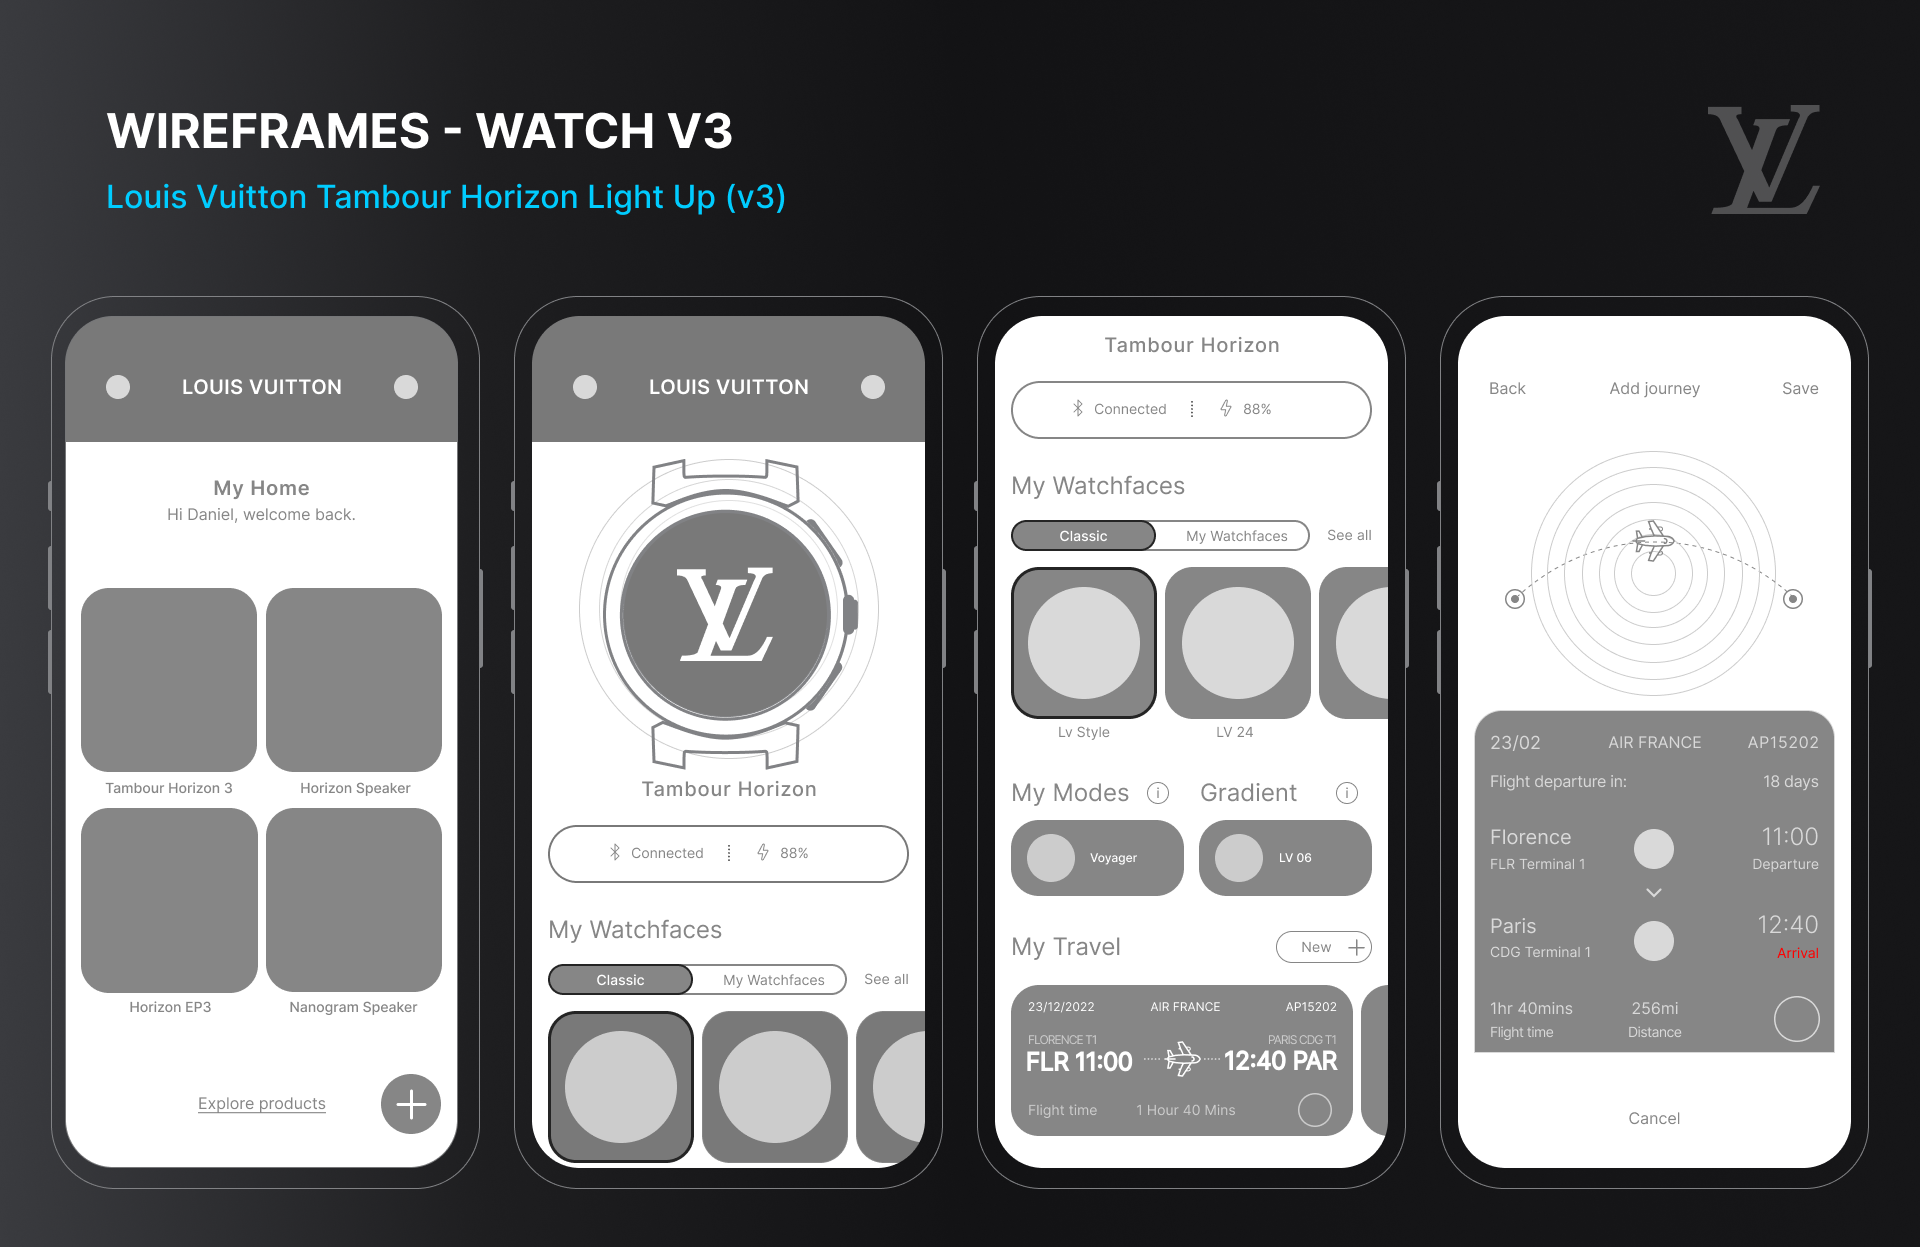 WIREFRAMES - WATCH V3
Louis Vuitton Tambour Horizon Light Up (v3)
LV
LOUIS VUITTON
My Home
Hi Daniel, welcome back.
Tambour Horizon 3
Horizon Speaker
Horizon EP3
Nanogram Speaker
Explore products
LOUIS VUITTON
LV
Tambour Horizon
Connected
88%
My Watchfaces
Classic
My Watchfaces
See all
Tambour Horizon
Connected
88%
My Watchfaces
Classic
My Watchfaces
See all
Lv Style
LV 24
My Modes
Gradient
Voyager
LV 06
My Travel
New
23/12/2022 AIR FRANCE AP15202
FLORENCE T1 PARIS CDG T1
FLR 11:00 12:40 PAR
Flight time 1 Hour 40 Mins
Back Add journey Save
23/02 AIR FRANCE AP15202
Flight departure in: 18 days
Florence 11:00
FLR Terminal 1 Departure
Paris 12:40
CDG Terminal 1 Arrival
1hr 40mins 256mi
Flight time Distance
Cancel